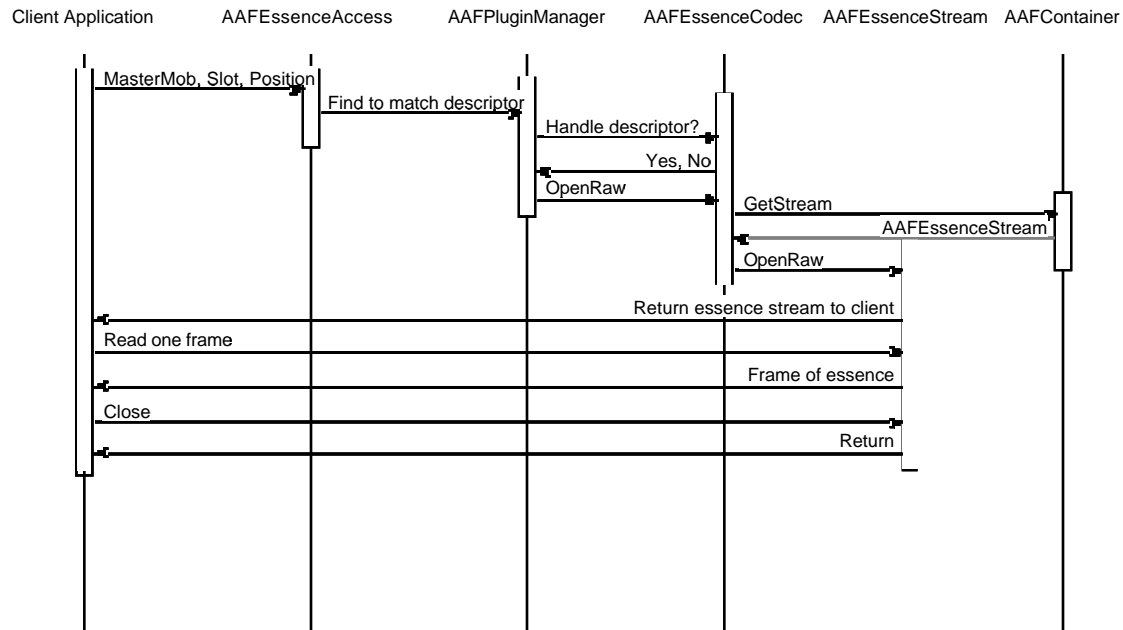 Client Application AAFEssenceAccess AAFPluginManager AAFEssenceCodec AAFEssenceStream AAFContainer
MasterMob, Slot, Position
Find to match descriptor
Handle descriptor?
Yes, No
OpenRaw
GetStream
AAFEssenceStream
OpenRaw
Return essence stream to client
Read one frame
Frame of essence
Close
Return